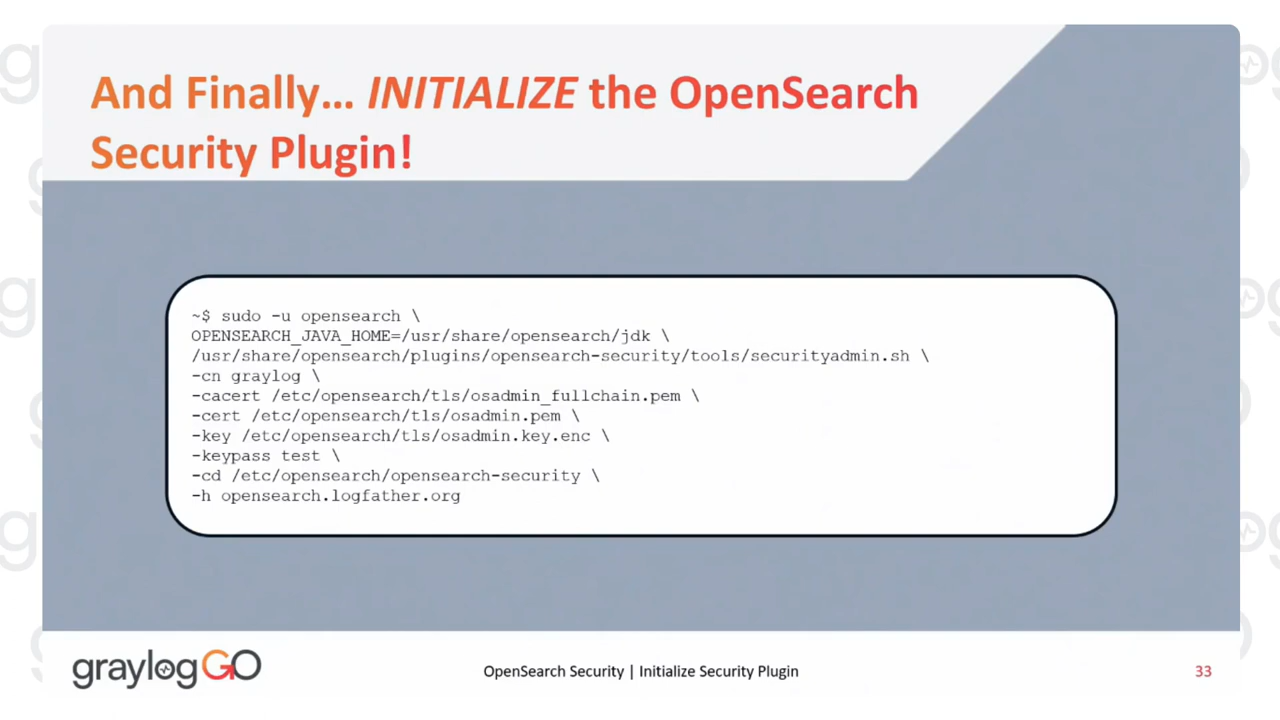 And Finally… INITIALIZE the OpenSearch
Security Plugin!
~$ sudo -u opensearch \
OPENSEARCH_JAVA_HOME=/usr/share/opensearch/jdk \
/usr/share/opensearch/plugins/opensearch-security/tools/securityadmin.sh \
-cn graylog \
-cacert /etc/opensearch/tls/osadmin_fullchain.pem \
-cert /etc/opensearch/tls/osadmin.pem \
-key /etc/opensearch/tls/osadmin.key.enc \
-keypass test \
-cd /etc/opensearch/opensearch-security \
-h opensearch.logfather.org
graylog GO
OpenSearch Security | Initialize Security Plugin
33